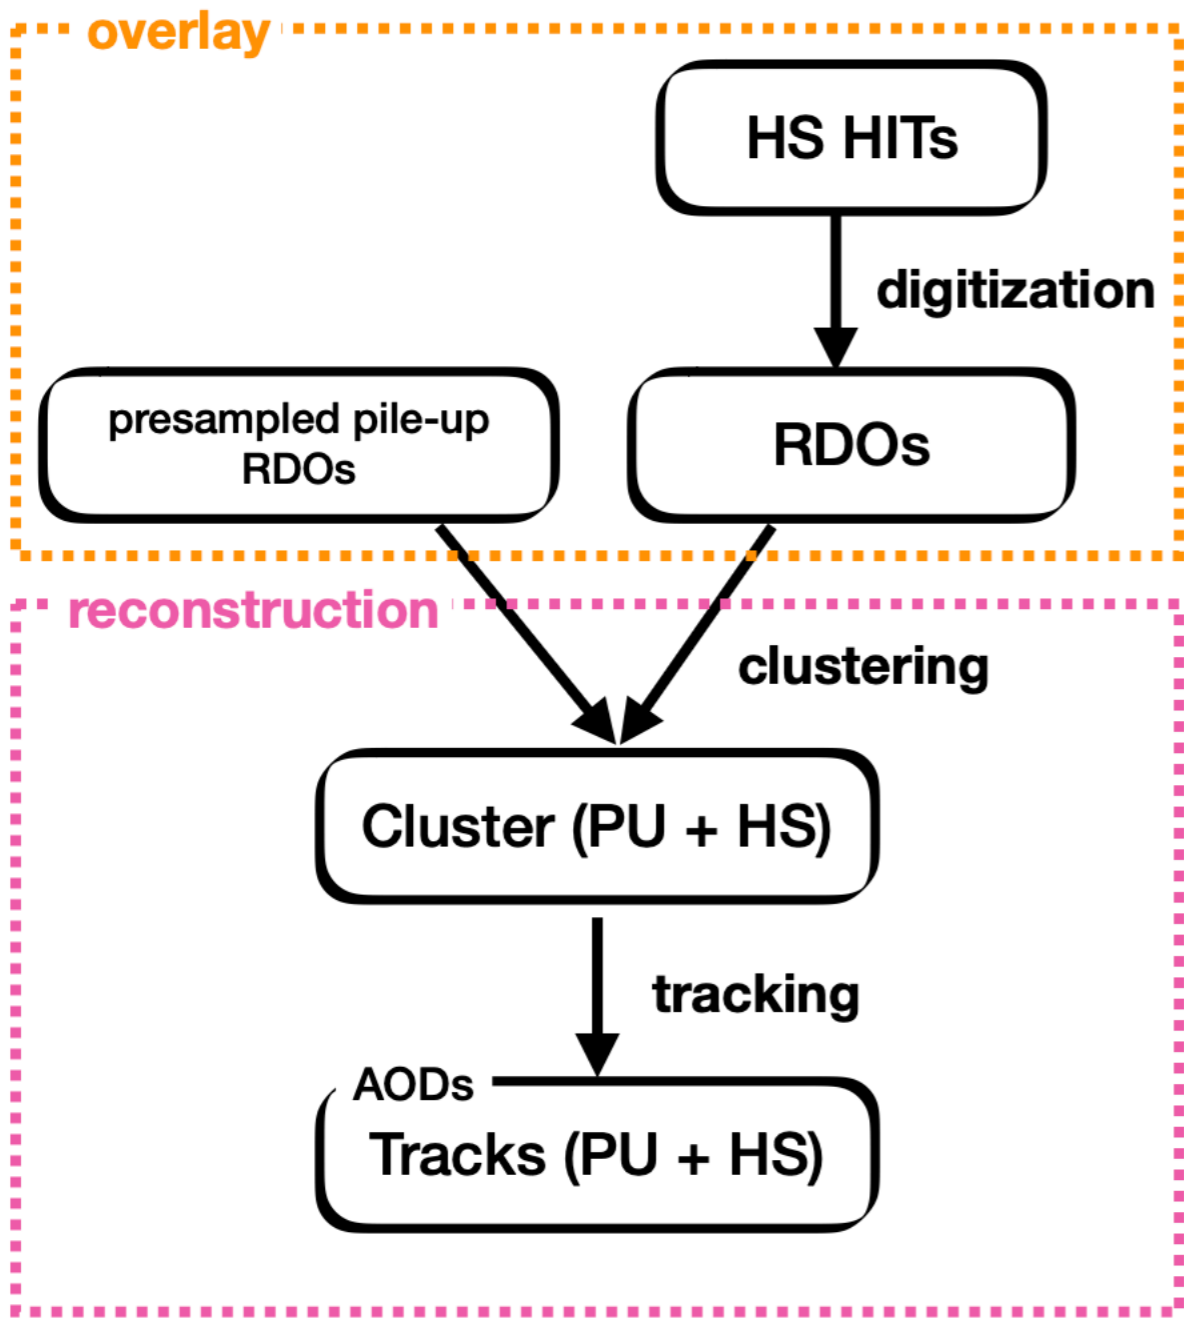 overlay
HS HITs
digitization
presampled pile-up
RDOs
RDOs
reconstruction
clustering
Cluster (PU + HS)
tracking
AODs
Tracks (PU + HS)